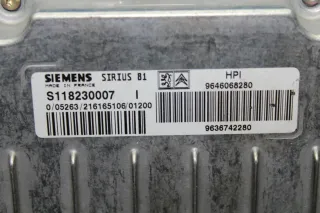 SIEMENS SIRIUS 81
MADE IN FRANCE
S118230007 I
0/05263/216165106/01200
HPI
9646068280
9636742280